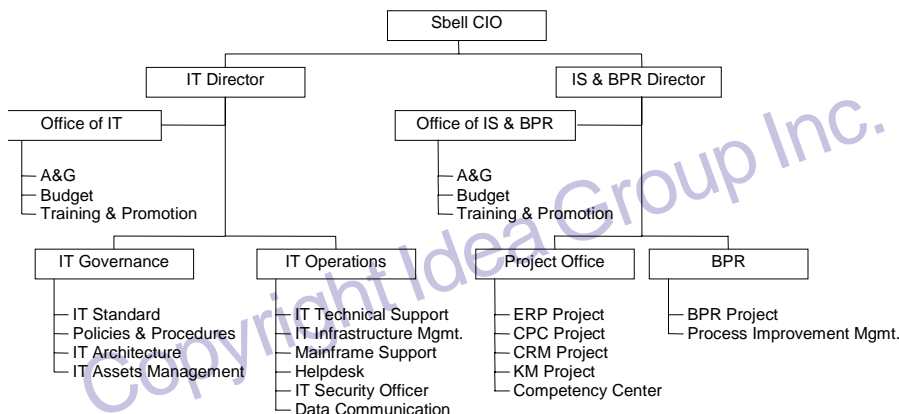 Sbell CIO
IT Director
IS & BPR Director
Office of IT
Office of IS & BPR
A&G
Budget
Training & Promotion
A&G
Budget
Training & Promotion
IT Governance
IT Operations
Project Office
BPR
IT Standard
Policies & Procedures
IT Architecture
IT Assets Management
IT Technical Support
IT Infrastructure Mgmt.
Mainframe Support
Helpdesk
IT Security Officer
Data Communication
ERP Project
CPC Project
CRM Project
KM Project
Competency Center
BPR Project
Process Improvement Mgmt.
Copyright Idea Group Inc.